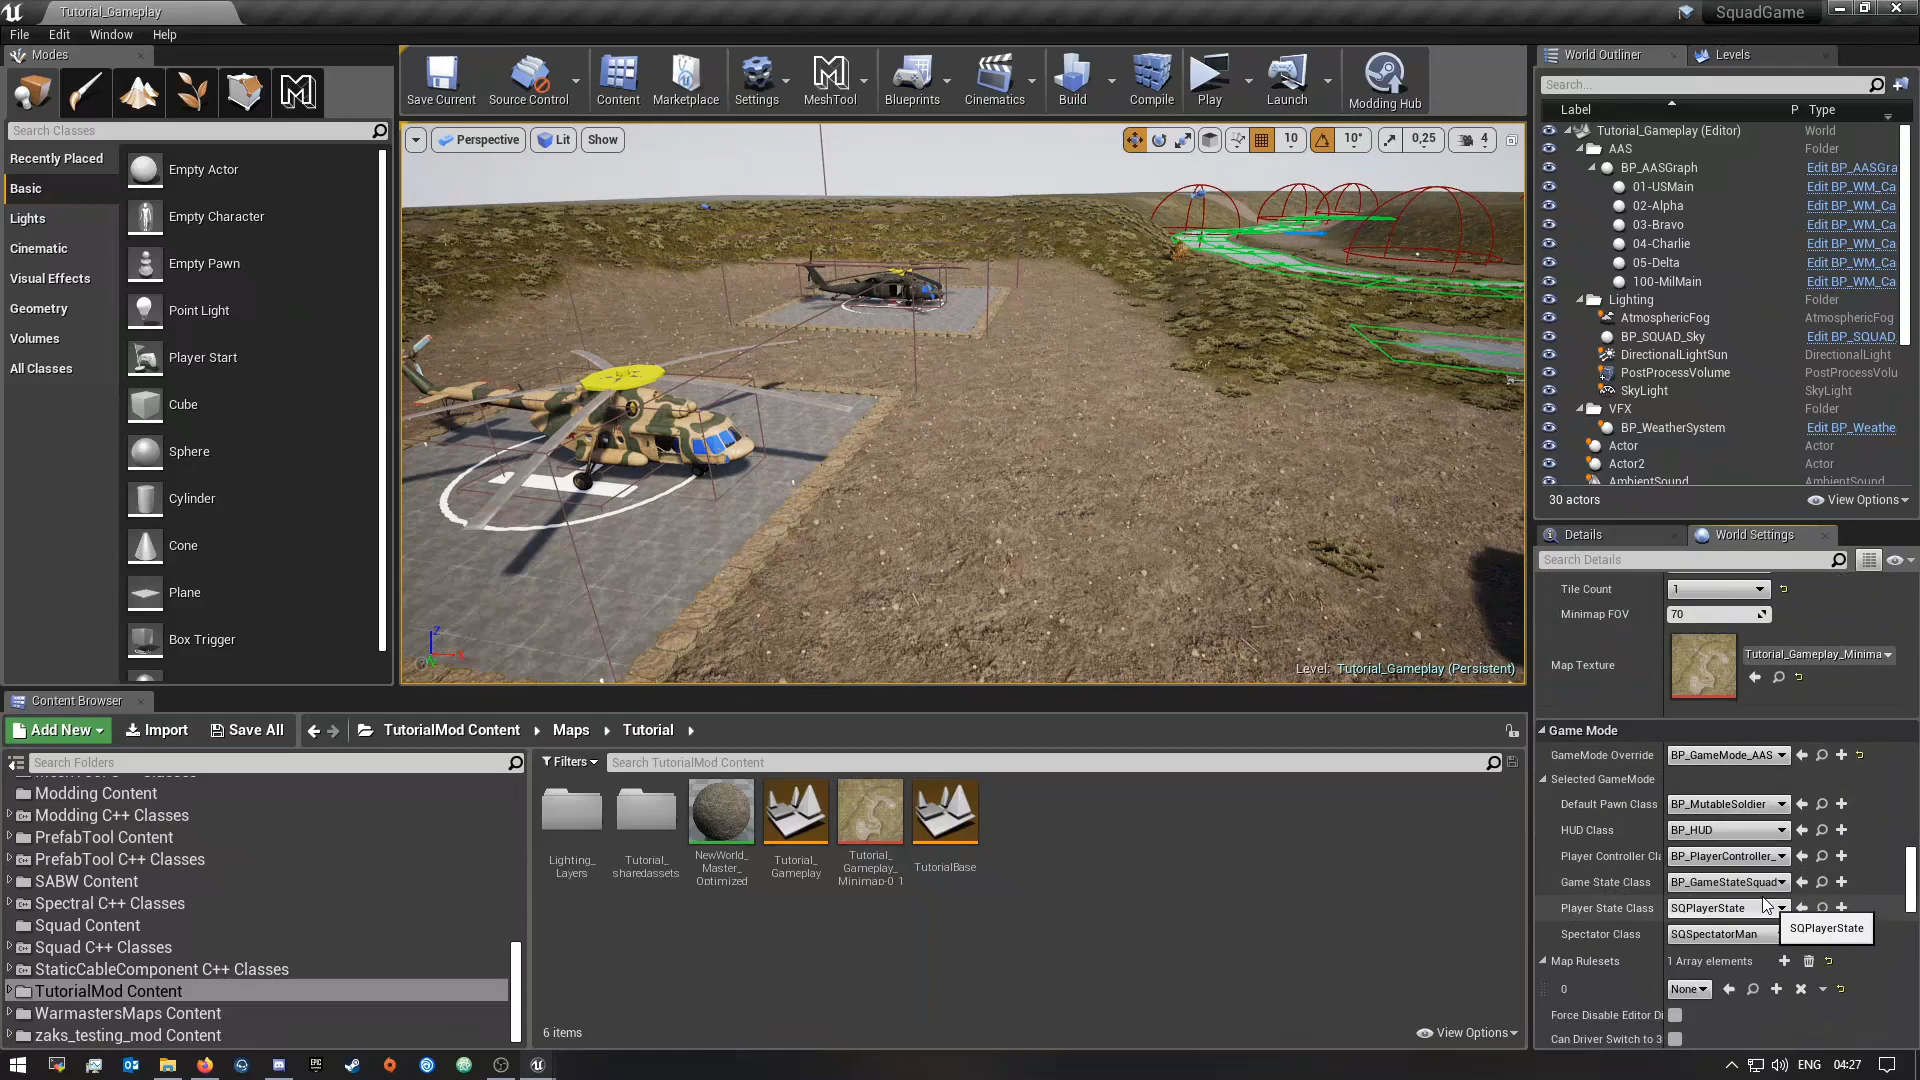 Tutorial_Gameplay
SquadGame
File Edit Window Help
Modes
Search Classes
Recently Placed
Basic
Lights
Cinematic
Visual Effects
Geometry
Volumes
All Classes
Empty Actor
Empty Character
Empty Pawn
Point Light
Player Start
Cube
Sphere
Cylinder
Cone
Plane
Box Trigger
Save Current
Source Control
Content
Marketplace
Settings
MeshTool
Blueprints
Cinematics
Build
Compile
Play
Launch
Modding Hub
Perspective
Lit
Show
10
10°
0,25
4
Level: Tutorial_Gameplay (Persistent)
World Outliner
Levels
Search...
Label P Type
Tutorial_Gameplay (Editor) World
AAS Folder
BP_AASGraph Edit BP_AASGra
01-USMain Edit BP_WM_Ca
02-Alpha Edit BP_WM_Ca
03-Bravo Edit BP_WM_Ca
04-Charlie Edit BP_WM_Ca
05-Delta Edit BP_WM_Ca
100-MilMain Edit BP_WM_Ca
Lighting Folder
AtmosphericFog AtmosphericFog
BP_SQUAD_Sky Edit BP_SQUAD
DirectionalLightSun DirectionalLight
PostProcessVolume PostProcessVolu
SkyLight SkyLight
VFX Folder
BP_WeatherSystem Edit BP_Weathe
Actor Actor
Actor2 Actor
AmbientSound AmbientSound
30 actors
View Options
Details
World Settings
Search Details
Tile Count 1
Minimap FOV 70
Map Texture Tutorial_Gameplay_Minima
Game Mode
GameMode Override BP_GameMode_AAS
Selected GameMode
Default Pawn Class BP_MutableSoldier
HUD Class BP_HUD
Player Controller Cla BP_PlayerController_
Game State Class BP_GameStateSquad
Player State Class SQPlayerState
SQPlayerState
Spectator Class SQSpectatorMan
Map Rulesets 1 Array elements
0 None
Force Disable Editor Di
Can Driver Switch to 3
Content Browser
Add New
Import
Save All
TutorialMod Content
Maps
Tutorial
Search Folders
Filters
Search TutorialMod Content
Modding Content
Modding C++ Classes
PrefabTool Content
PrefabTool C++ Classes
SABW Content
Spectral C++ Classes
Squad Content
Squad C++ Classes
StaticCableComponent C++ Classes
TutorialMod Content
WarmastersMaps Content
zaks_testing_mod Content
Lighting_
Layers
Tutorial_
sharedassets
NewWorld_
Master_
Optimized
Tutorial_
Gameplay
Tutorial_
Gameplay_
Minimap-0_1
TutorialBase
6 items
View Options
ENG
04:27